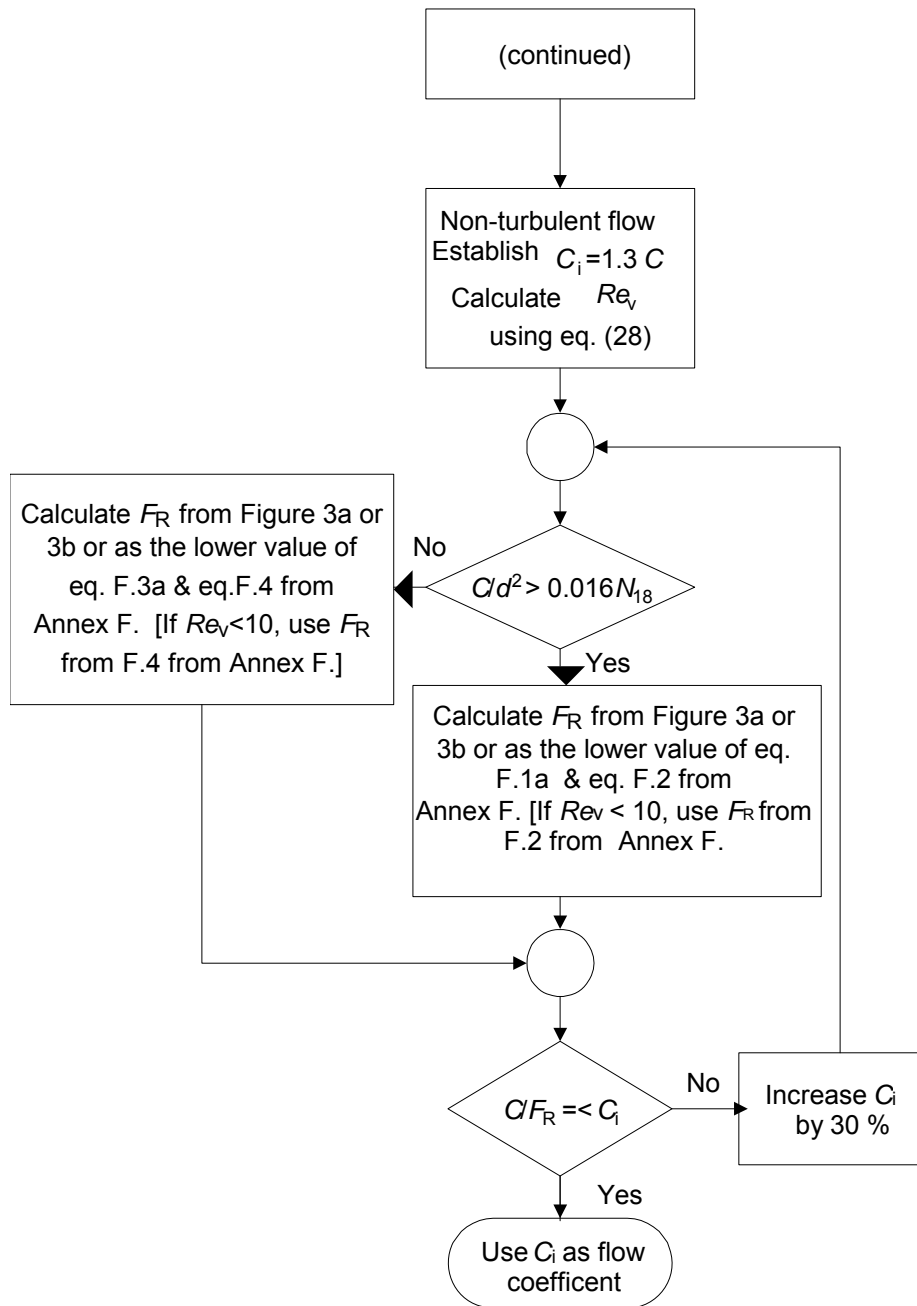 (continued)
Non-turbulent flow
Establish Ci =1.3 C
Calculate Rev
using eq. (28)
Calculate FR from Figure 3a or
3b or as the lower value of
eq. F.3a & eq.F.4 from
Annex F. [If Rev<10, use FR
from F.4 from Annex F.]
No
C/d² > 0.016 N18
Yes
Calculate FR from Figure 3a or
3b or as the lower value of eq.
F.1a & eq. F.2 from
Annex F. [If Rev < 10, use FR from
F.2 from Annex F.
C/FR =< Ci
No
Increase Ci
by 30 %
Yes
Use Ci as flow
coefficent